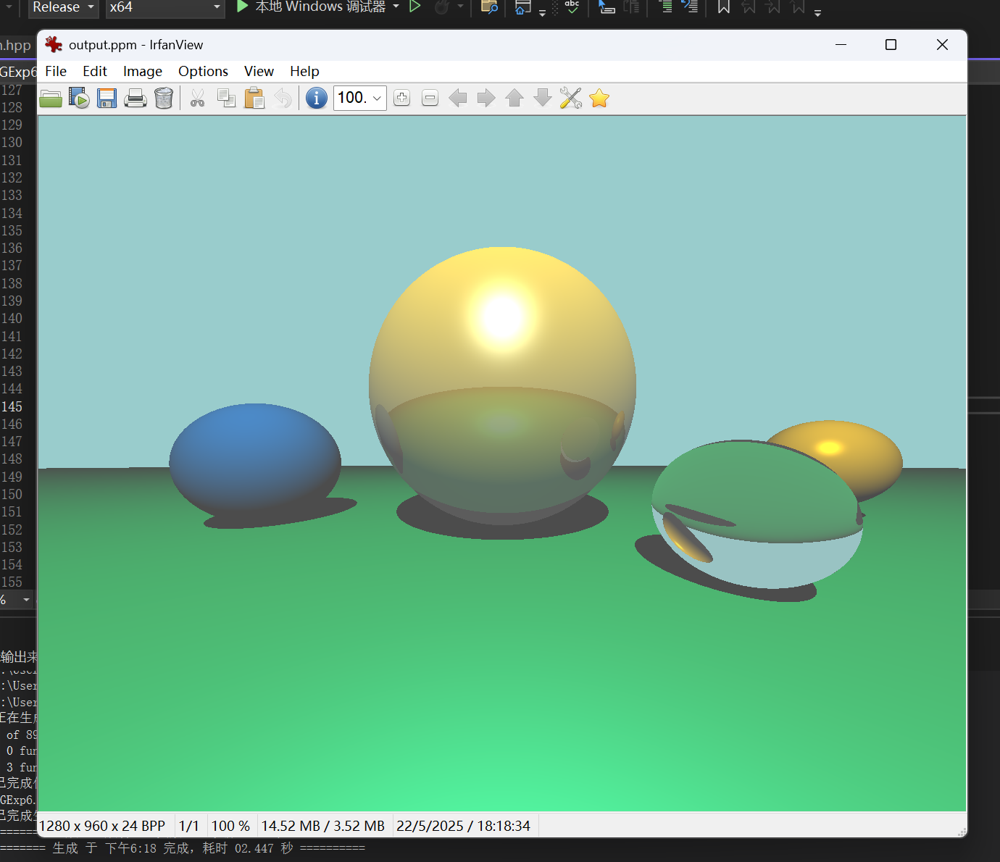 Release x64 本地 Windows 调试器
output.ppm - IrfanView
.hpp
File Edit Image Options View Help
GExp6
100.
127
128
129
130
131
132
133
134
135
136
137
138
139
140
141
142
143
144
145
146
147
148
149
150
151
152
153
154
155
%
输出来
:\User
:\User
正在生成
of 89
0 fun
3 fun
已完成
GExp6.
已完成
1280 x 960 x 24 BPP 1/1 100 % 14.52 MB / 3.52 MB 22/5/2025 / 18:18:34
======= 生成 于 下午6:18 完成，耗时 02.447 秒 ==========